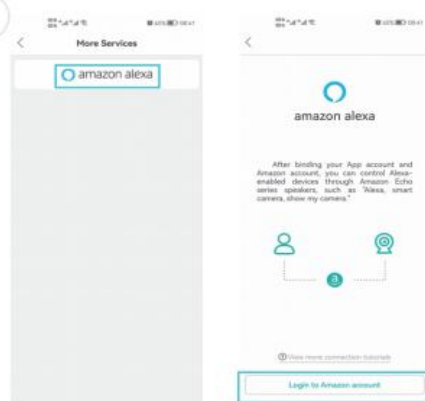 More Services
amazon alexa
amazon alexa
After binding your App account and
Amazon account, you can control Alexa-
enabled devices through Amazon Echo
series speakers, such as "Alexa, smart
camera, show my camera."
a
View more connection tutorials
Login to Amazon account